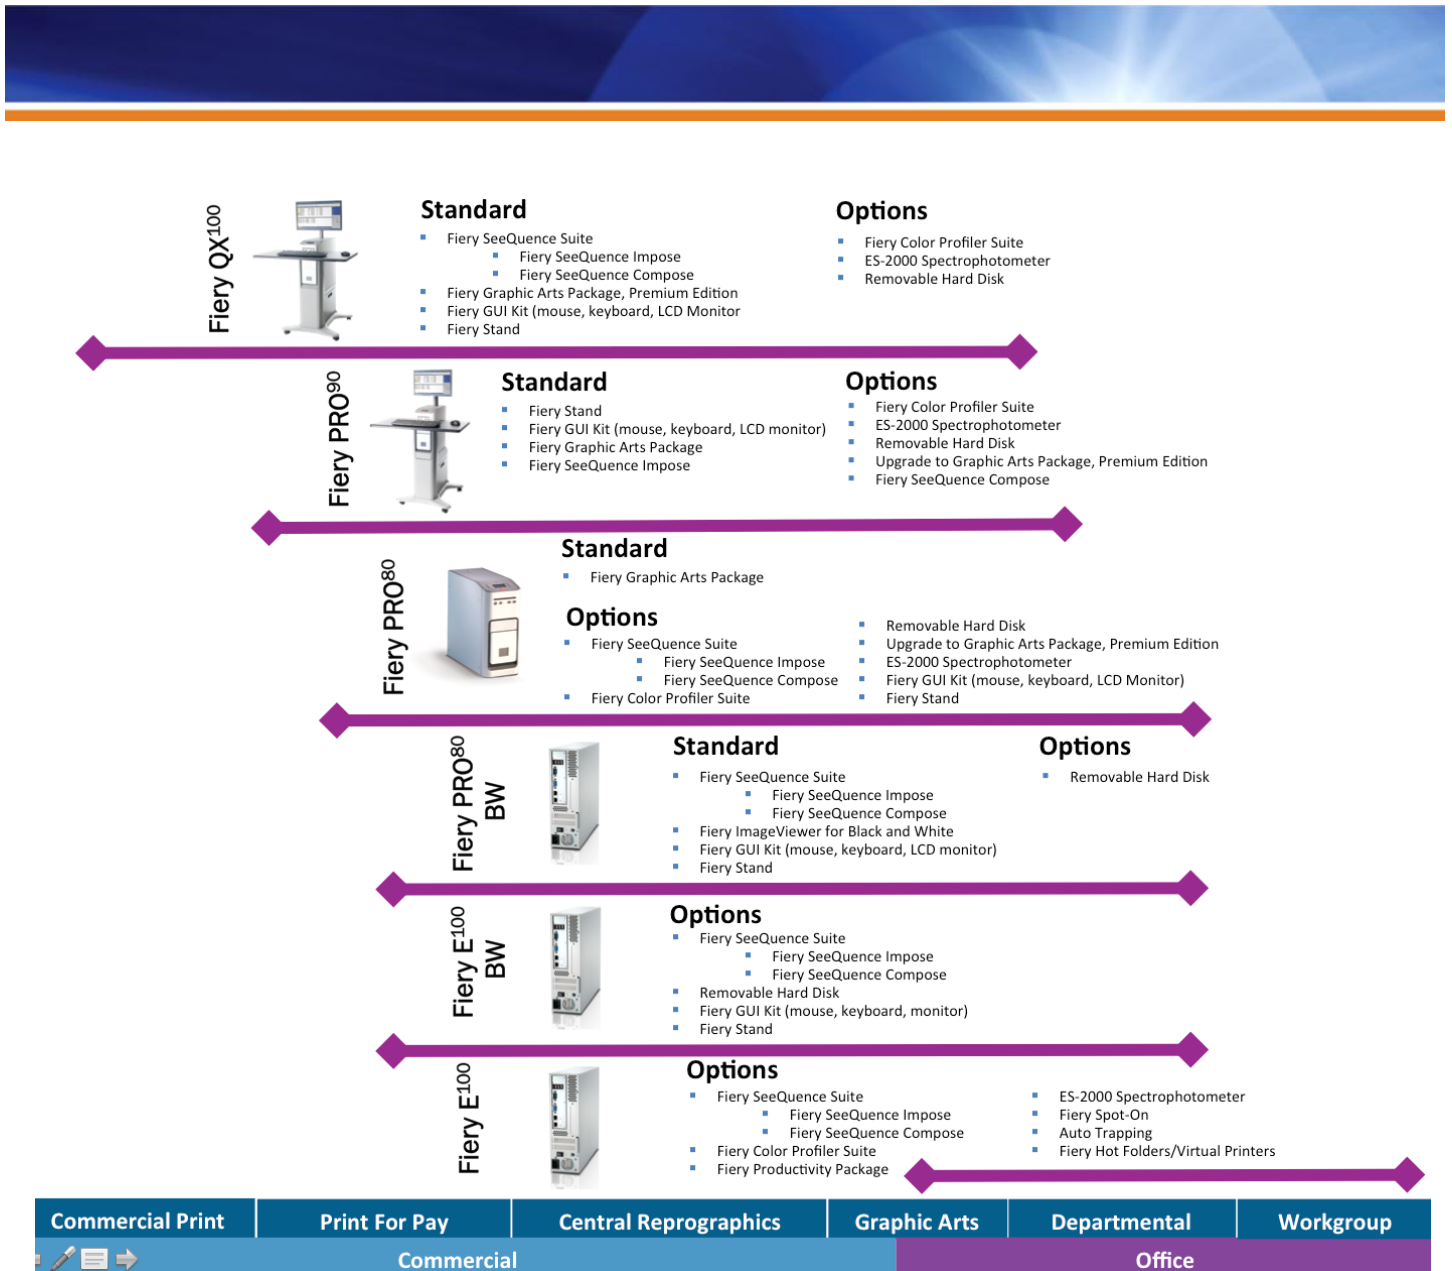 Fiery QX100
Standard
Fiery SeeQuence Suite
Fiery SeeQuence Impose
Fiery SeeQuence Compose
Fiery Graphic Arts Package, Premium Edition
Fiery GUI Kit (mouse, keyboard, LCD Monitor
Fiery Stand
Options
Fiery Color Profiler Suite
ES-2000 Spectrophotometer
Removable Hard Disk
Fiery PRO90
Standard
Fiery Stand
Fiery GUI Kit (mouse, keyboard, LCD monitor)
Fiery Graphic Arts Package
Fiery SeeQuence Impose
Options
Fiery Color Profiler Suite
ES-2000 Spectrophotometer
Removable Hard Disk
Upgrade to Graphic Arts Package, Premium Edition
Fiery SeeQuence Compose
Fiery PRO80
Standard
Fiery Graphic Arts Package
Options
Fiery SeeQuence Suite
Fiery SeeQuence Impose
Fiery SeeQuence Compose
Fiery Color Profiler Suite
Removable Hard Disk
Upgrade to Graphic Arts Package, Premium Edition
ES-2000 Spectrophotometer
Fiery GUI Kit (mouse, keyboard, LCD Monitor)
Fiery Stand
Fiery PRO80
BW
Standard
Fiery SeeQuence Suite
Fiery SeeQuence Impose
Fiery SeeQuence Compose
Fiery ImageViewer for Black and White
Fiery GUI Kit (mouse, keyboard, LCD monitor)
Fiery Stand
Options
Removable Hard Disk
Fiery E100
BW
Options
Fiery SeeQuence Suite
Fiery SeeQuence Impose
Fiery SeeQuence Compose
Removable Hard Disk
Fiery GUI Kit (mouse, keyboard, monitor)
Fiery Stand
Fiery E100
Options
Fiery SeeQuence Suite
Fiery SeeQuence Impose
Fiery SeeQuence Compose
Fiery Color Profiler Suite
Fiery Productivity Package
ES-2000 Spectrophotometer
Fiery Spot-On
Auto Trapping
Fiery Hot Folders/Virtual Printers
Commercial Print
Print For Pay
Central Reprographics
Graphic Arts
Departmental
Workgroup
Commercial
Office